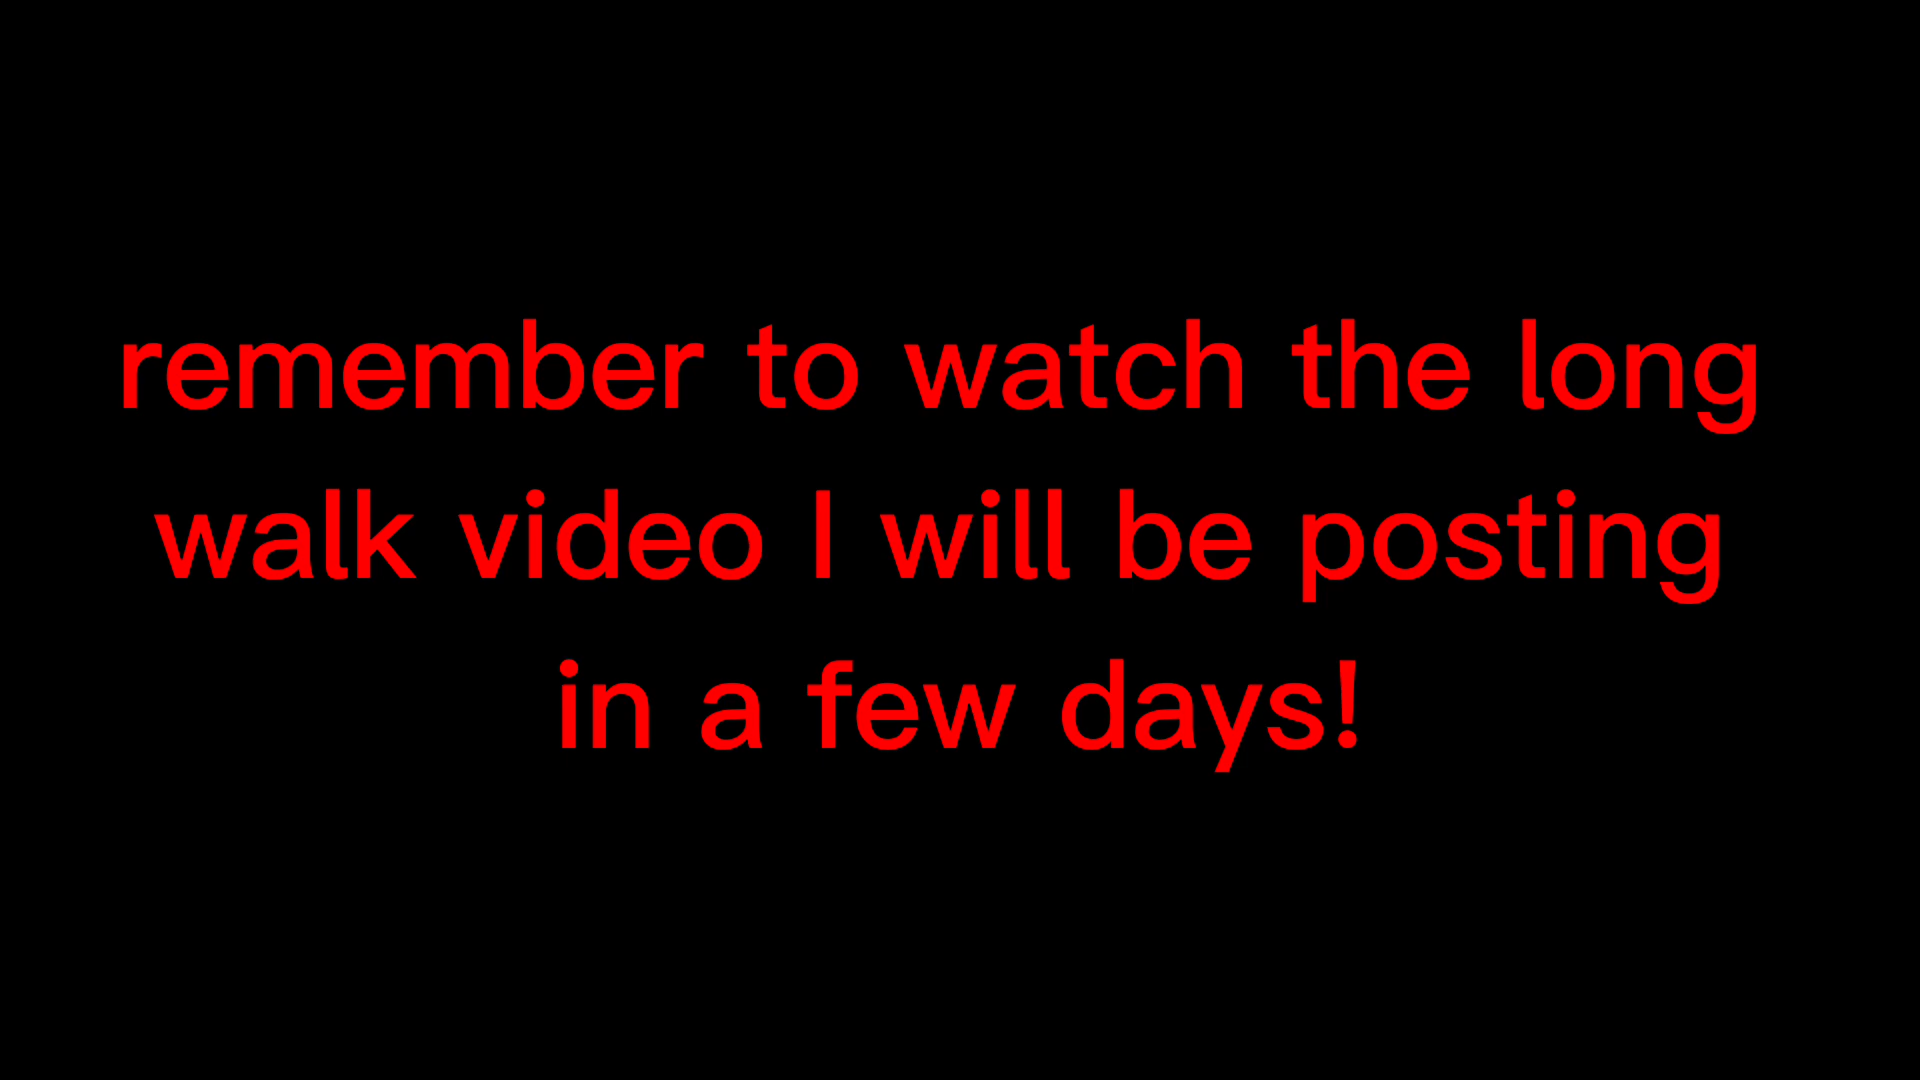 remember to watch the long
walk video I will be posting
in a few days!